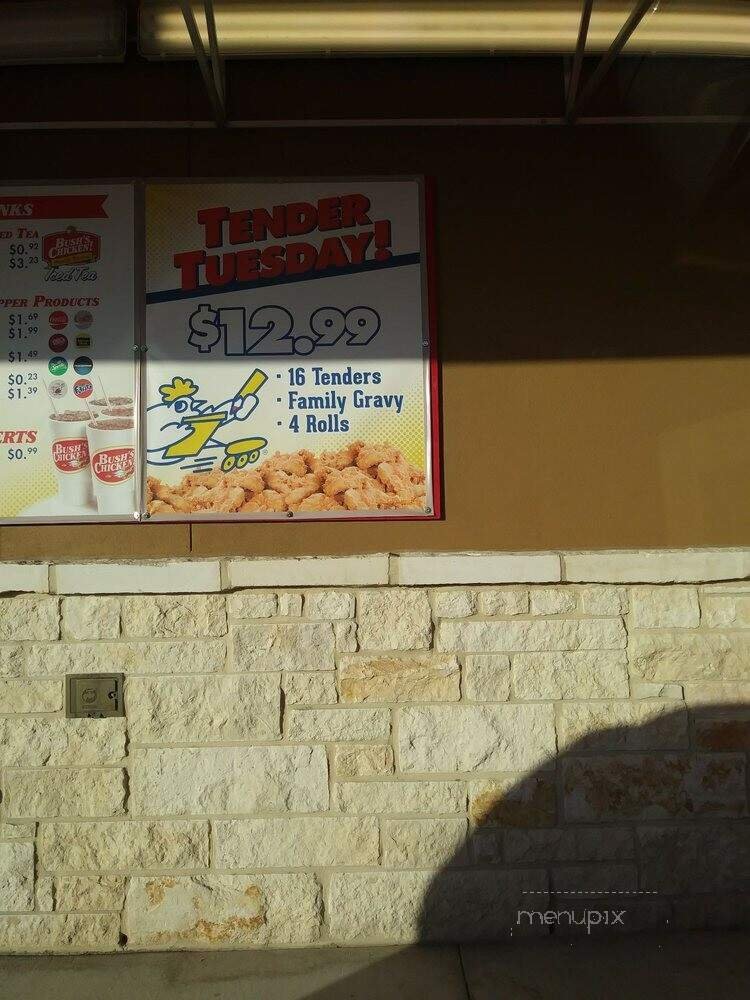 NKS
ED TEA
$0.92
$3.23
BUSH'S
CHICKEN!
Iced Tea
PPER PRODUCTS
$1.69
$1.99
$1.49
$0.23
$1.39
ERTS
$0.99
BUSH'S
CHICKEN
BUSH'S
CHICKEN
TENDER
TUESDAY!
$12.99
· 16 Tenders
· Family Gravy
· 4 Rolls
menupix